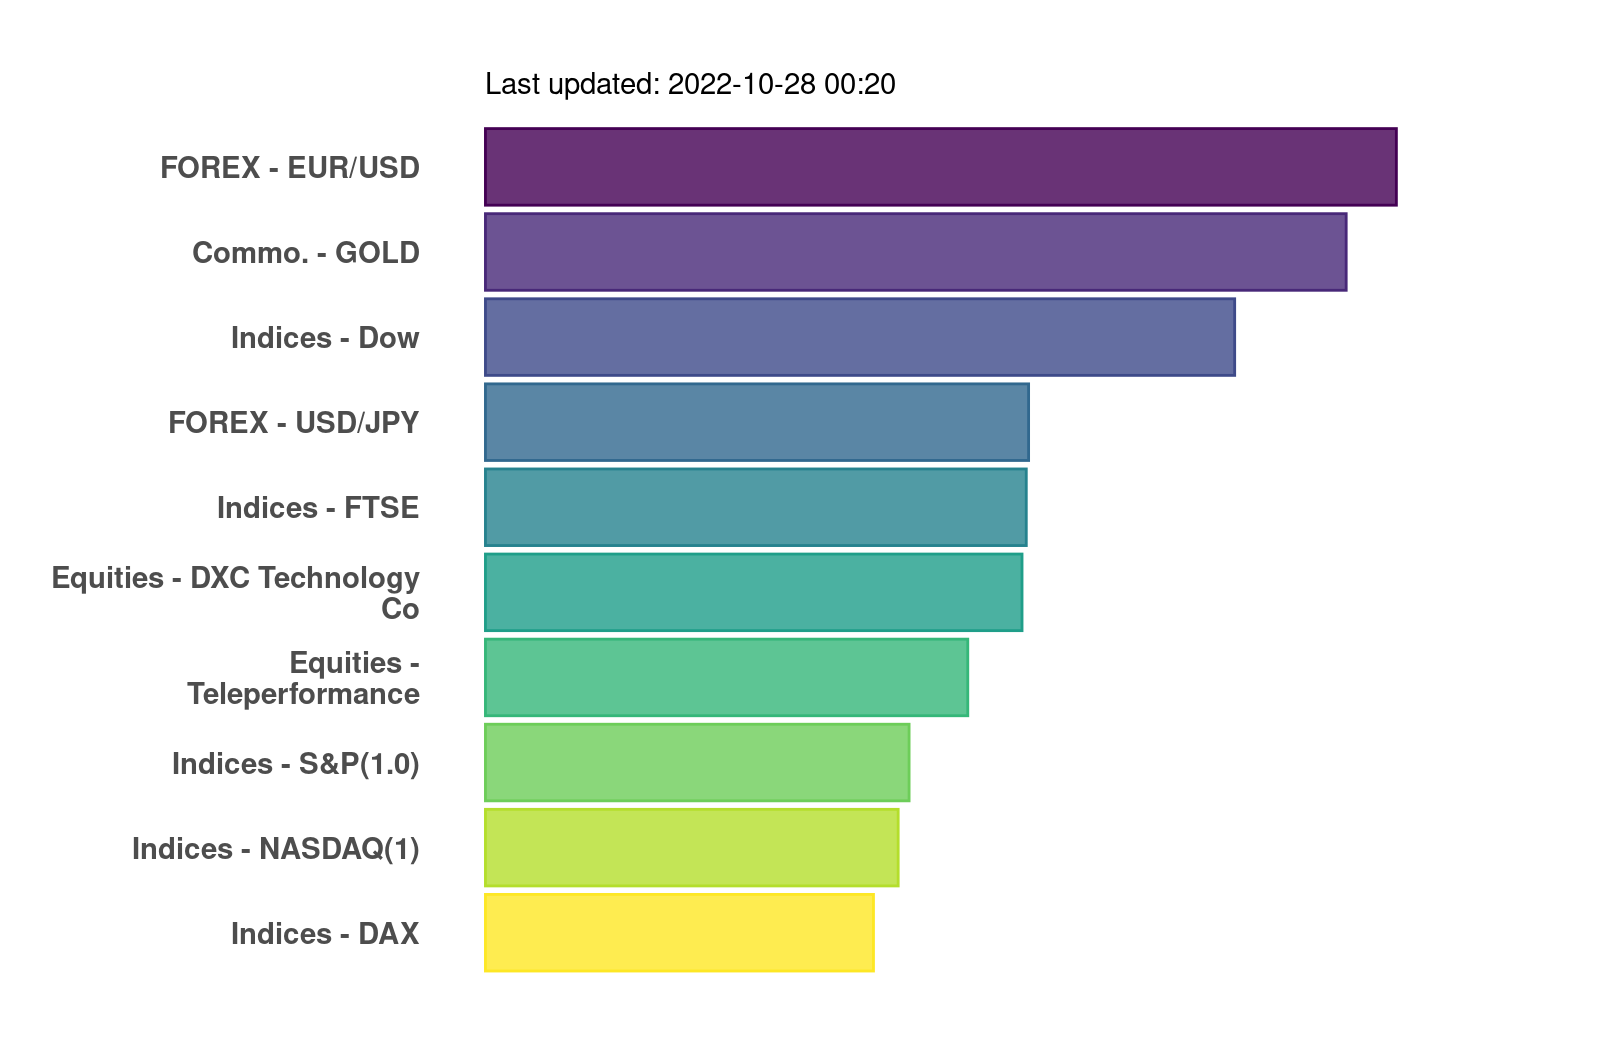 Last updated: 2022-10-28 00:20
FOREX - EUR/USD
Commo. - GOLD
Indices - Dow
FOREX - USD/JPY
Indices - FTSE
Equities - DXC Technology
Co
Equities -
Teleperformance
Indices - S&P(1.0)
Indices - NASDAQ(1)
Indices - DAX